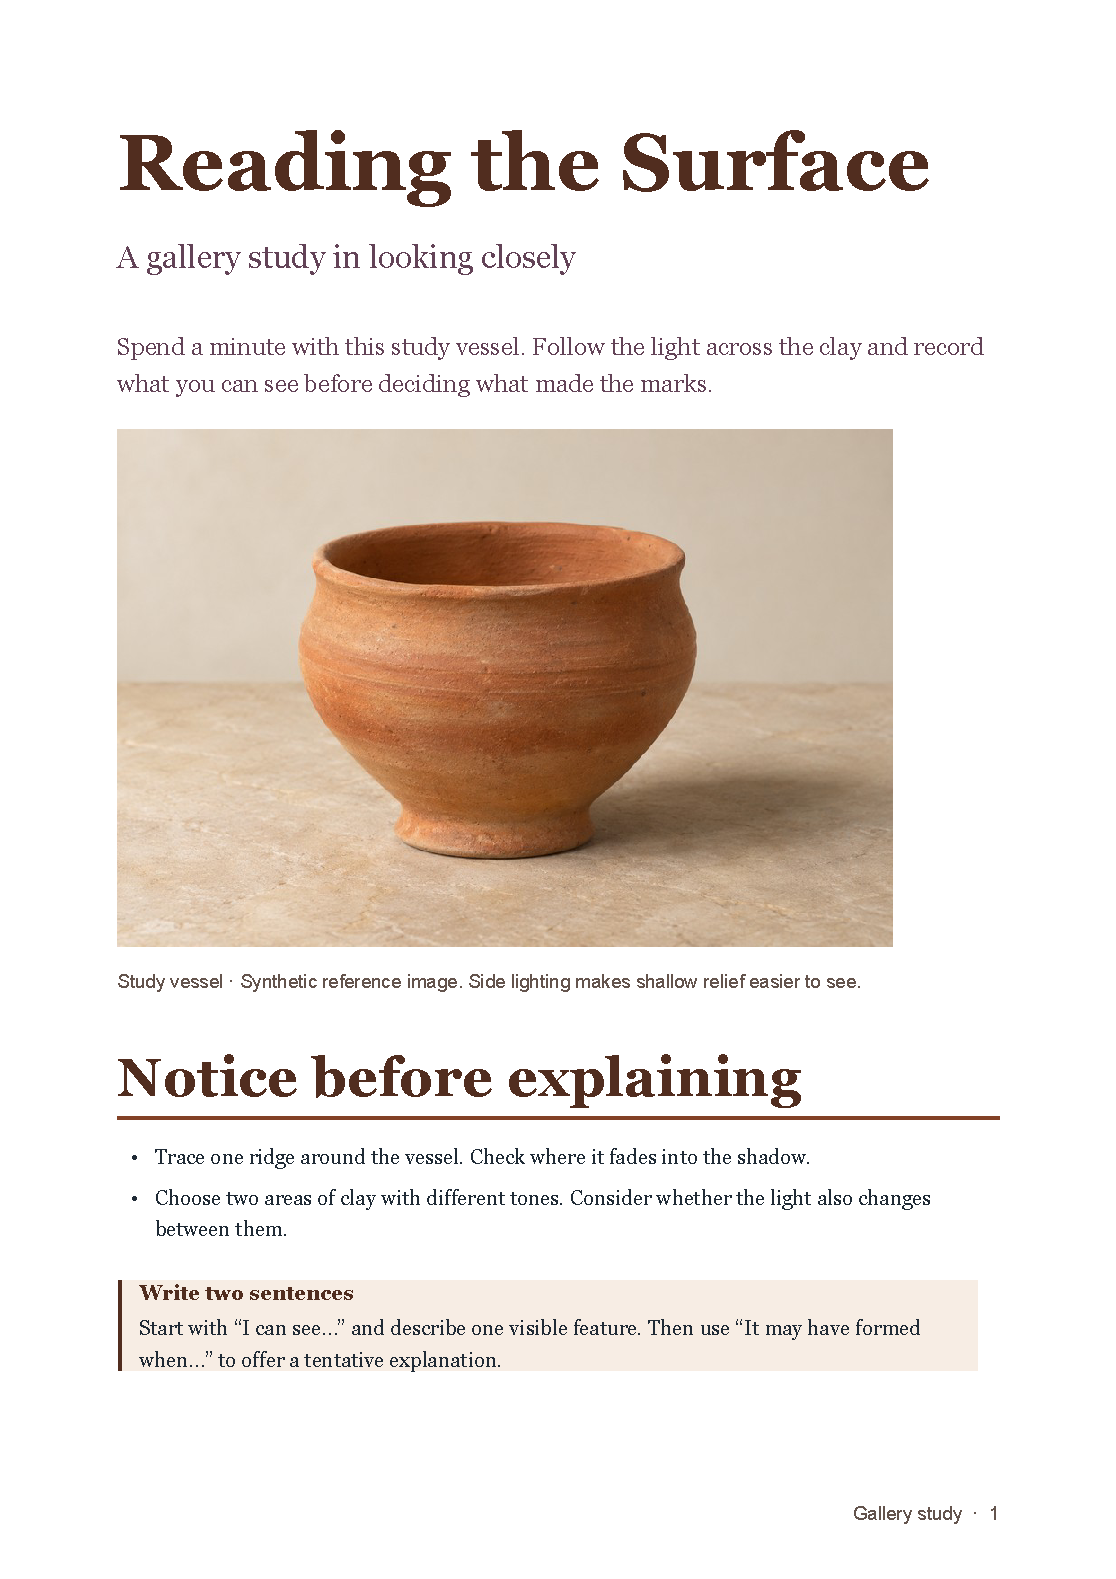 Reading the Surface
A gallery study in looking closely
Spend a minute with this study vessel. Follow the light across the clay and record
what you can see before deciding what made the marks.
Study vessel · Synthetic reference image. Side lighting makes shallow relief easier to see.
Notice before explaining
• Trace one ridge around the vessel. Check where it fades into the shadow.
• Choose two areas of clay with different tones. Consider whether the light also changes
between them.
Write two sentences
Start with “I can see…” and describe one visible feature. Then use “It may have formed
when…” to offer a tentative explanation.
Gallery study · 1